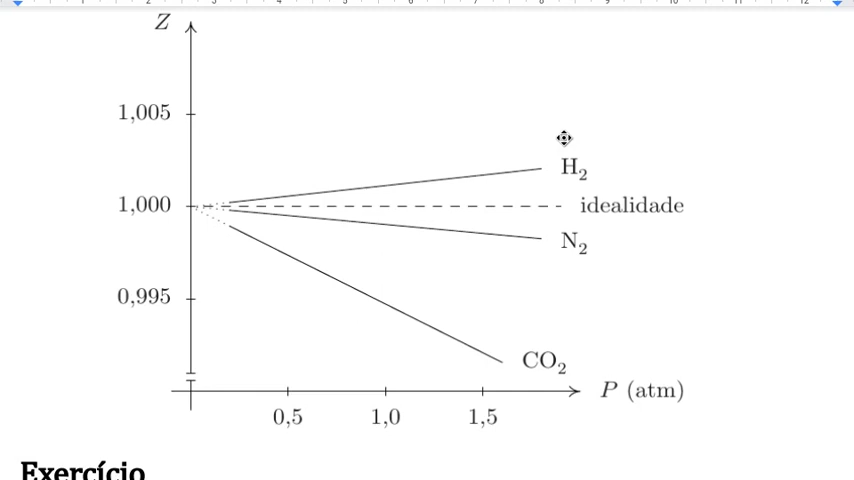 Z
1,005
H₂
1,000
idealidade
N₂
0,995
CO₂
P (atm)
0,5 1,0 1,5
Exercício